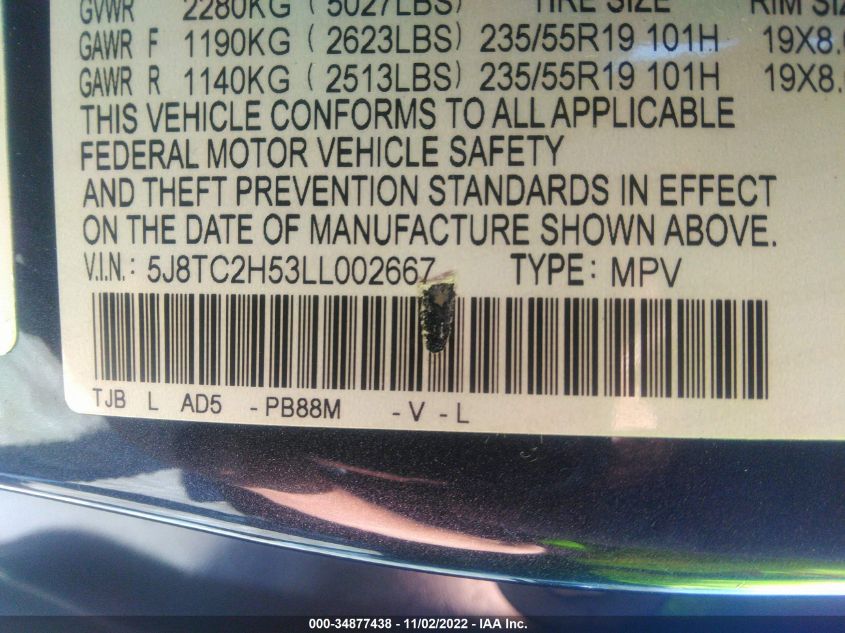 GVWR 2280KG (5027LBS) TIRE SIZE RIM SIZ
GAWR F 1190KG (2623LBS) 235/55R19 101H 19X8.
GAWR R 1140KG (2513LBS) 235/55R19 101H 19X8.
THIS VEHICLE CONFORMS TO ALL APPLICABLE
FEDERAL MOTOR VEHICLE SAFETY
AND THEFT PREVENTION STANDARDS IN EFFECT
ON THE DATE OF MANUFACTURE SHOWN ABOVE.
V.I.N.: 5J8TC2H53LL002667 TYPE: MPV
TJB L AD5 - PB88M - V - L
000-34877438 - 11/02/2022 - IAA Inc.